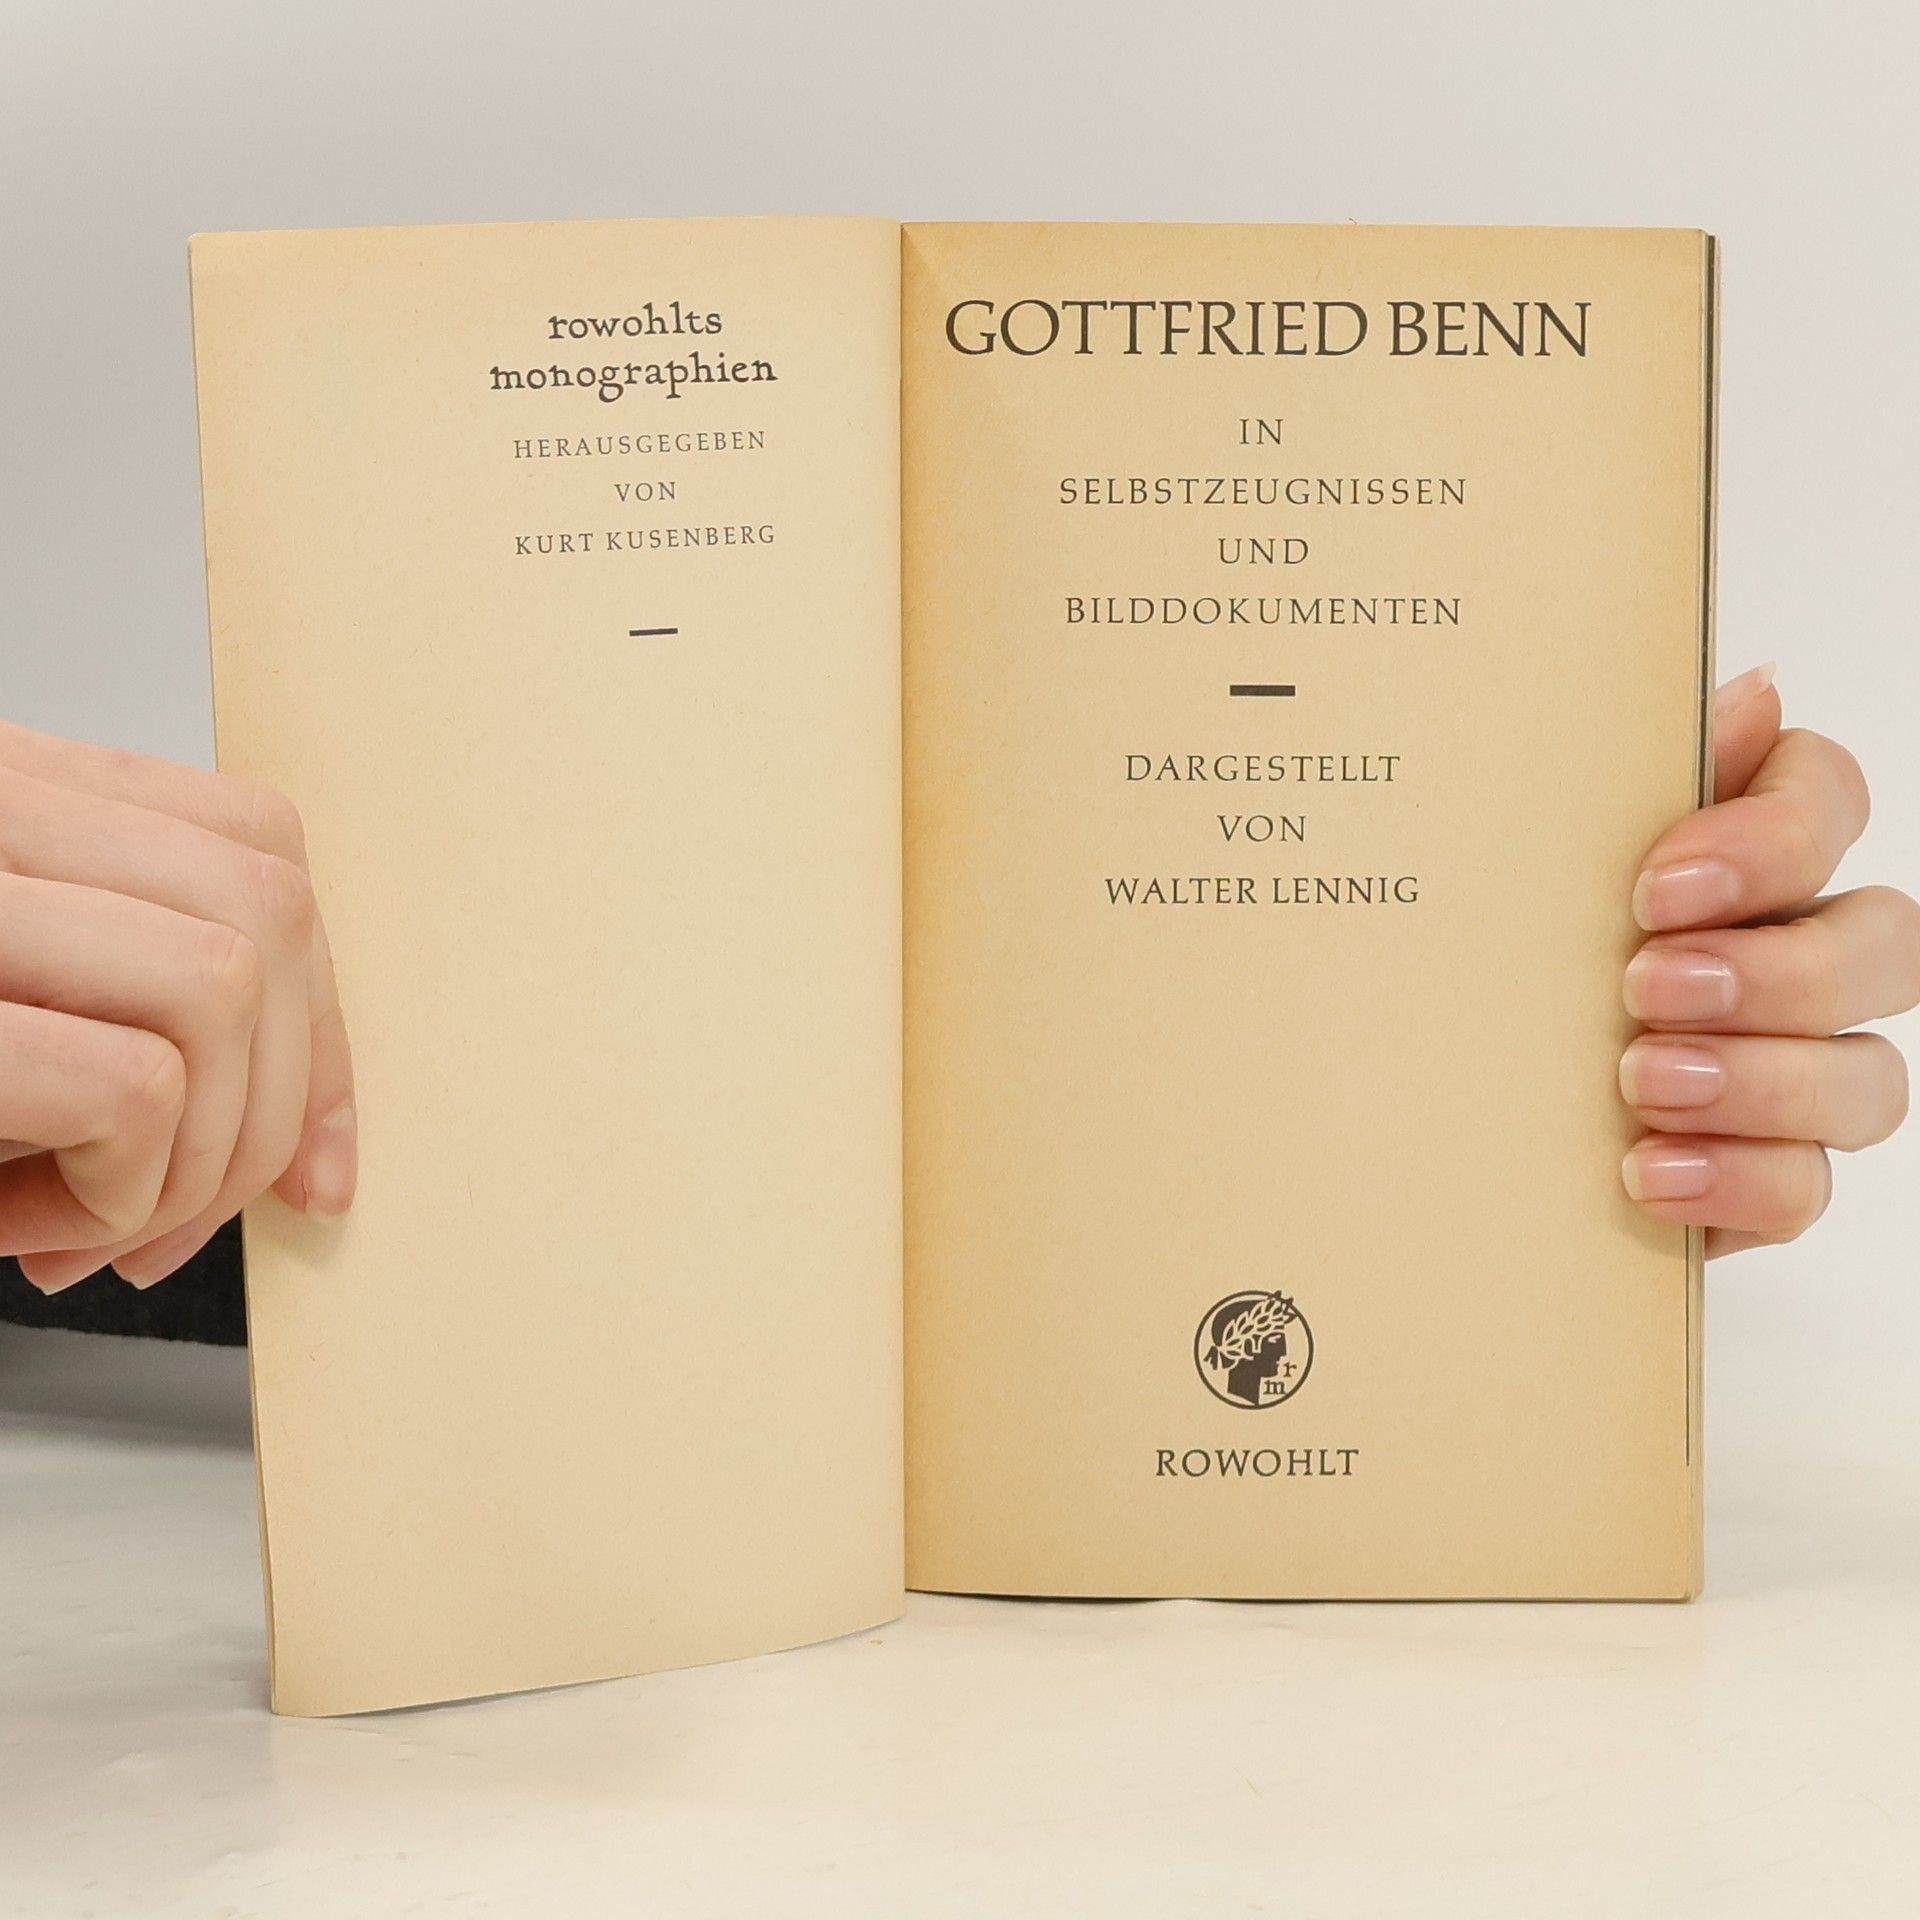 rowohlts
monographien
HERAUSGEGEBEN
VON
KURT KUSENBERG
GOTTFRIED BENN
IN
SELBSTZEUGNISSEN
UND
BILDDOKUMENTEN
DARGESTELLT
VON
WALTER LENNIG
r
m
ROWOHLT